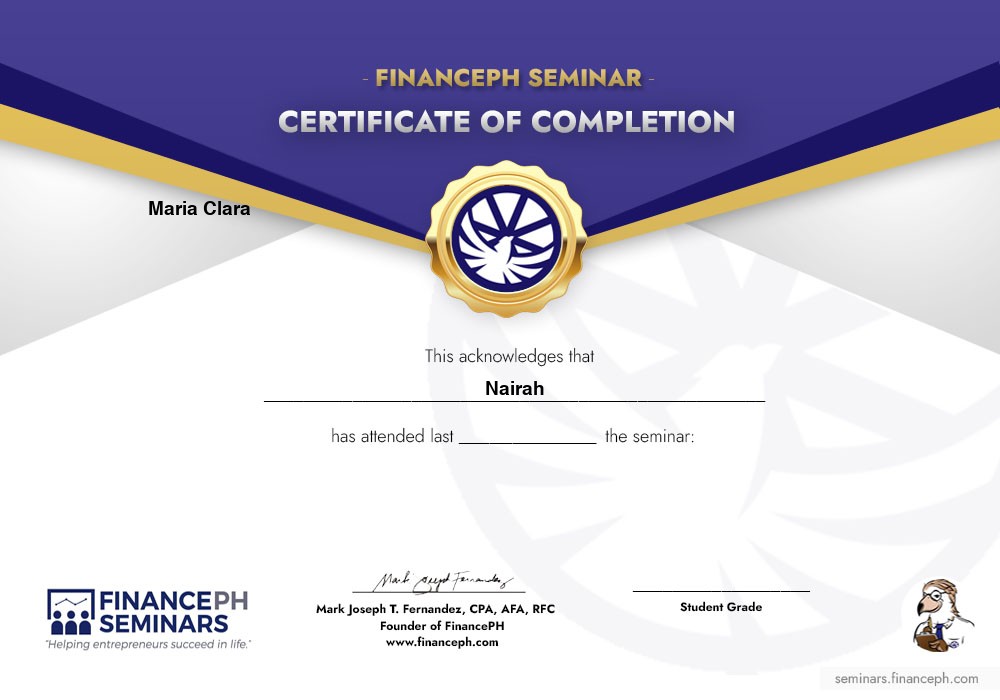 - FINANCEPH SEMINAR -
CERTIFICATE OF COMPLETION
Maria Clara
This acknowledges that
Nairah
has attended last ______________ the seminar:
Mark Joseph Fernandez
Mark Joseph T. Fernandez, CPA, AFA, RFC
Founder of FinancePH
www.financeph.com
Student Grade
FINANCEPH
SEMINARS
"Helping entrepreneurs succeed in life."
seminars.financeph.com